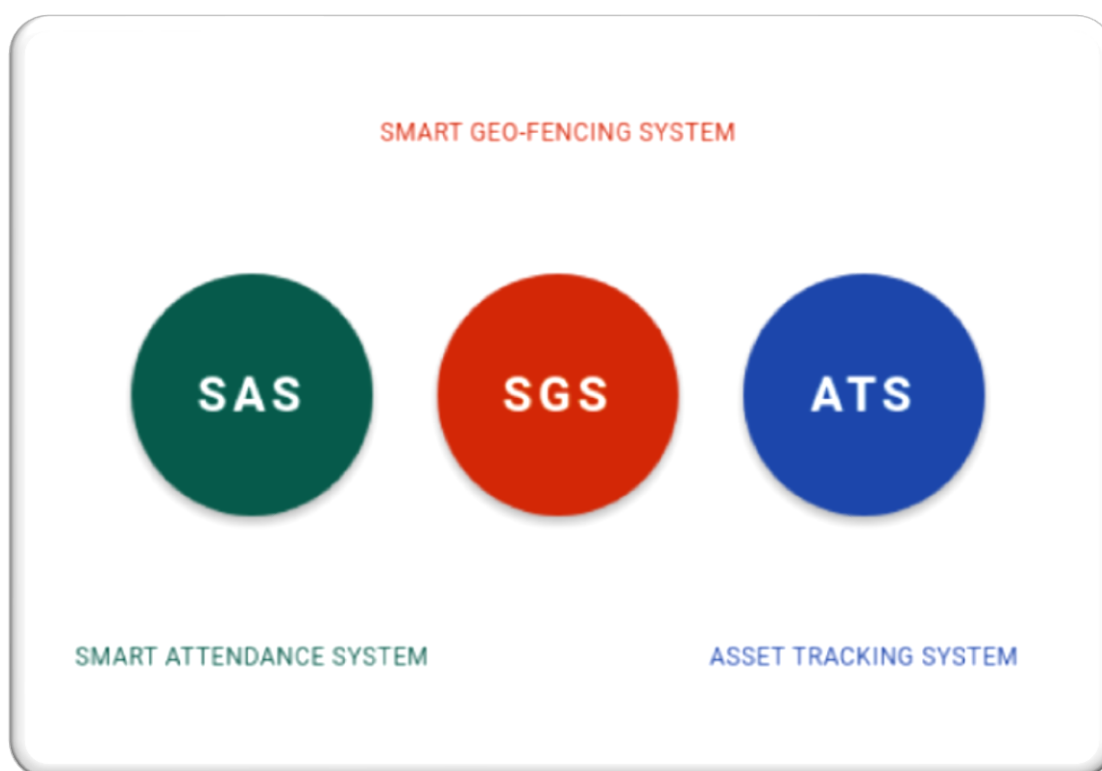 SMART GEO-FENCING SYSTEM
SAS
SGS
ATS
SMART ATTENDANCE SYSTEM
ASSET TRACKING SYSTEM